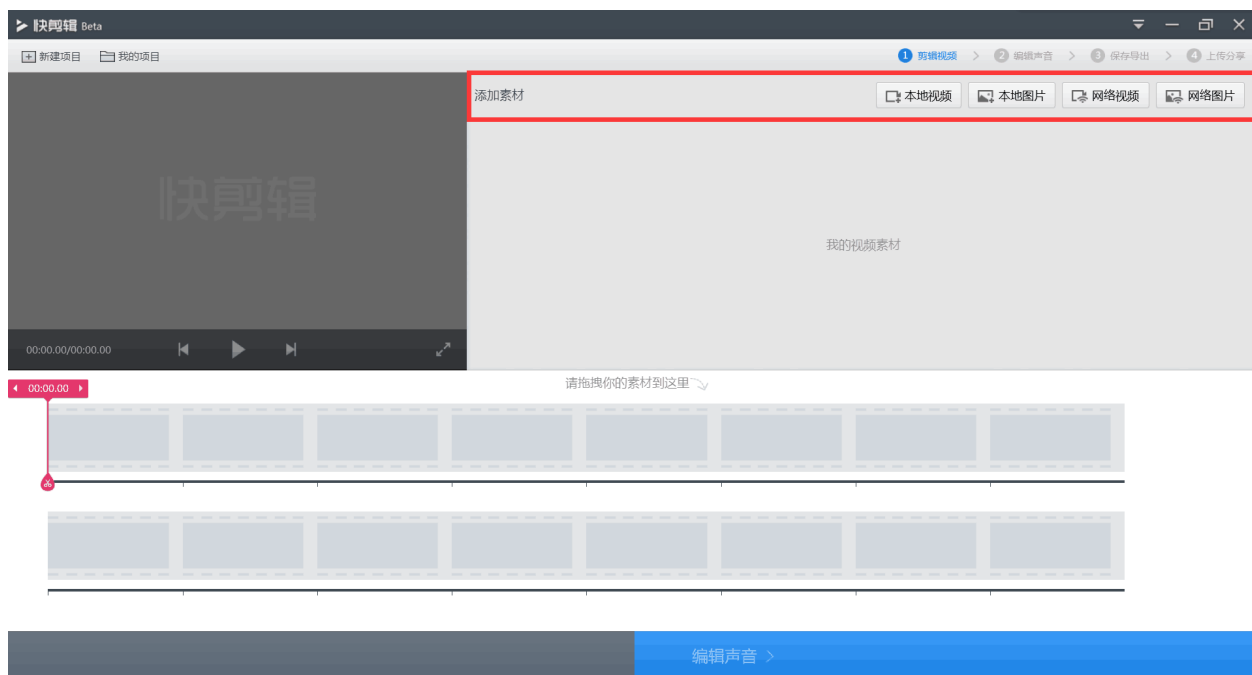 快剪辑 Beta
新建项目 我的项目 1 剪辑视频 > 2 编辑声音 > 3 保存导出 > 4 上传分享
添加素材 本地视频 本地图片 网络视频 网络图片
快剪辑
我的视频素材
00:00.00/00:00.00
请拖拽你的素材到这里
00:00.00
编辑声音 >